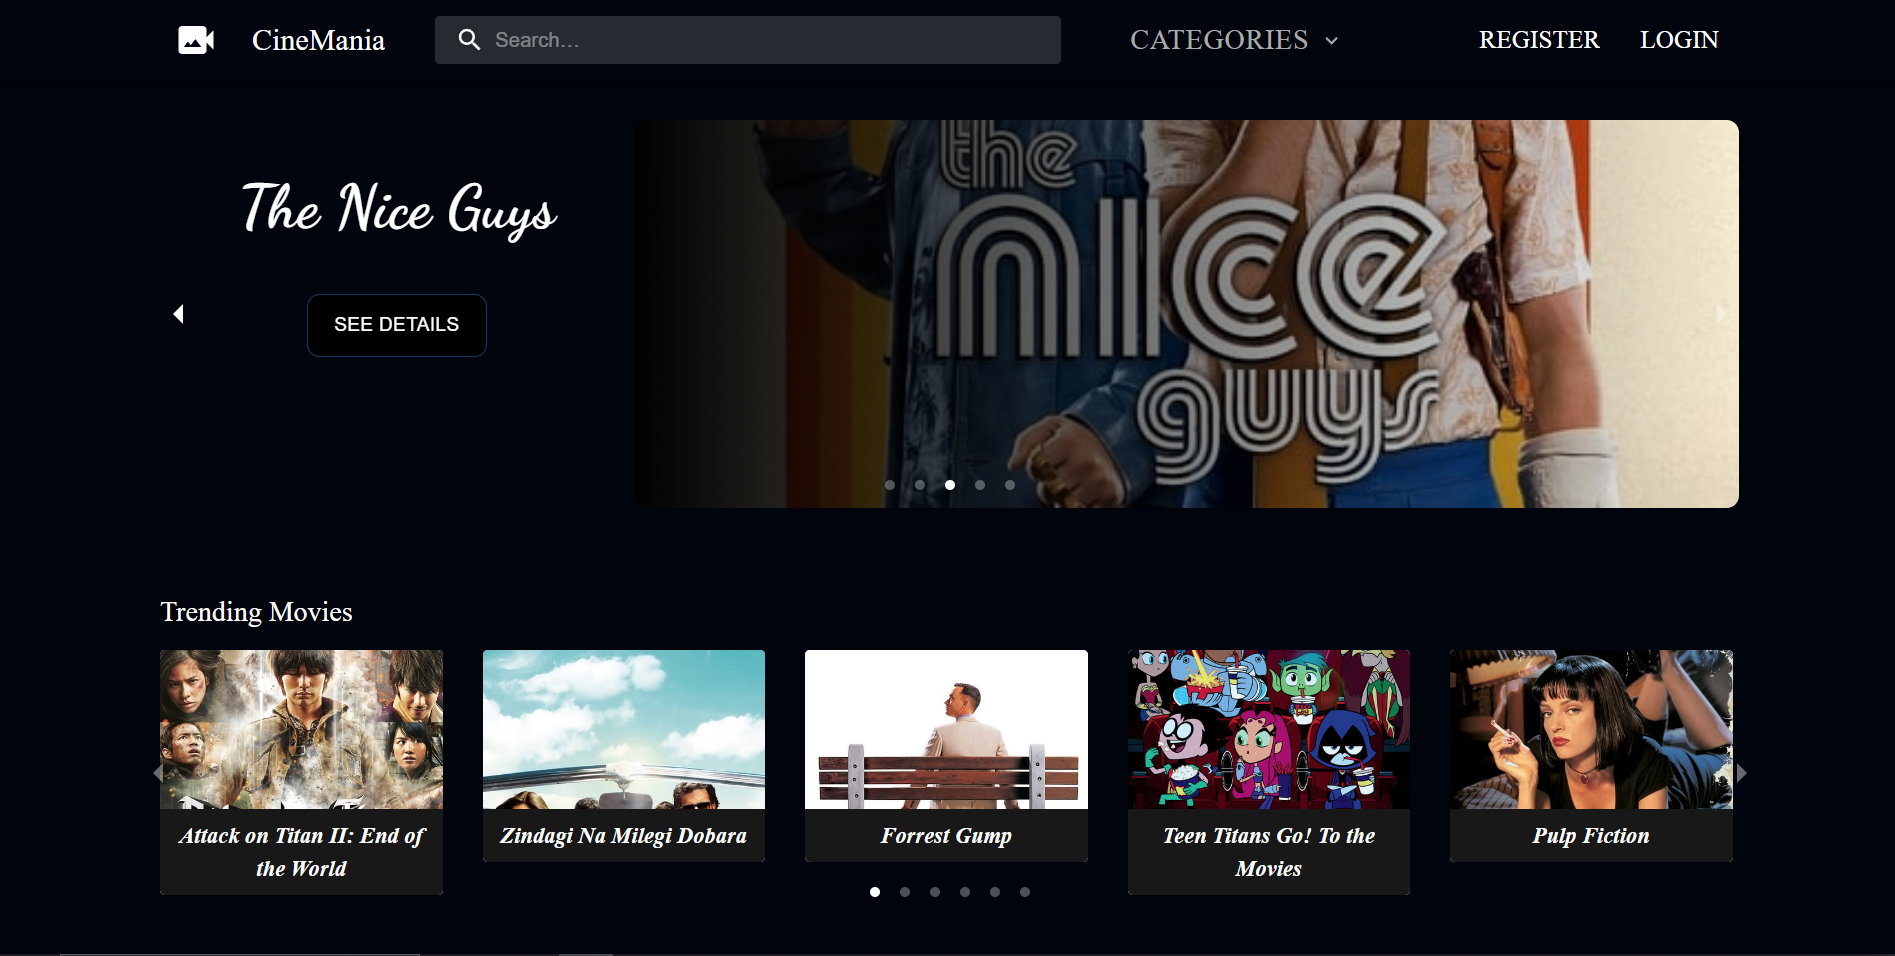 CineMania
Search...
CATEGORIES
REGISTER
LOGIN
The Nice Guys
SEE DETAILS
the
nice
guys
Trending Movies
Attack on Titan II: End of
the World
Zindagi Na Milegi Dobara
Forrest Gump
Teen Titans Go! To the
Movies
Pulp Fiction